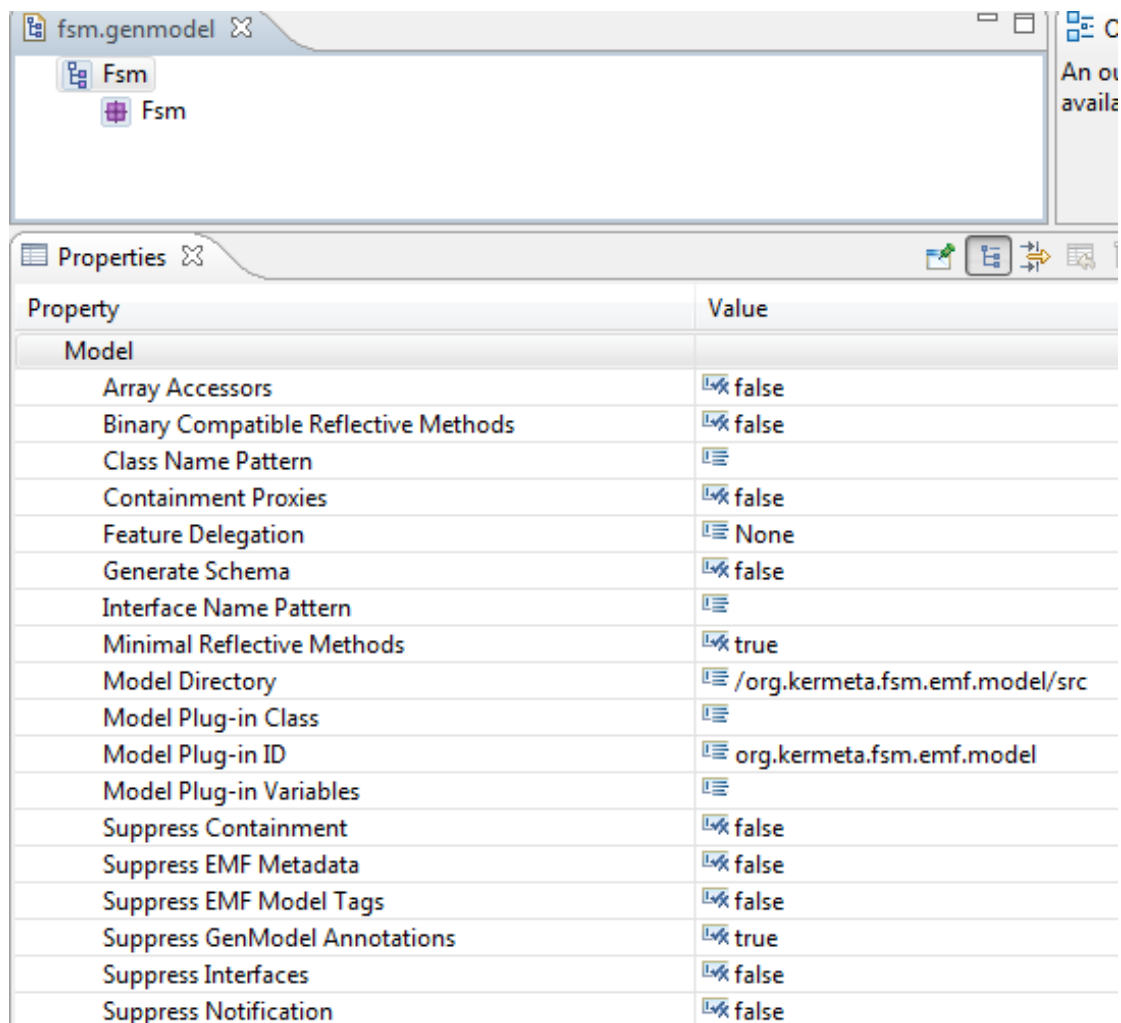 fsm.genmodel
Fsm
Fsm
An ou
availa
Properties
Property Value
Model
Array Accessors false
Binary Compatible Reflective Methods false
Class Name Pattern
Containment Proxies false
Feature Delegation None
Generate Schema false
Interface Name Pattern
Minimal Reflective Methods true
Model Directory /org.kermeta.fsm.emf.model/src
Model Plug-in Class
Model Plug-in ID org.kermeta.fsm.emf.model
Model Plug-in Variables
Suppress Containment false
Suppress EMF Metadata false
Suppress EMF Model Tags false
Suppress GenModel Annotations true
Suppress Interfaces false
Suppress Notification false